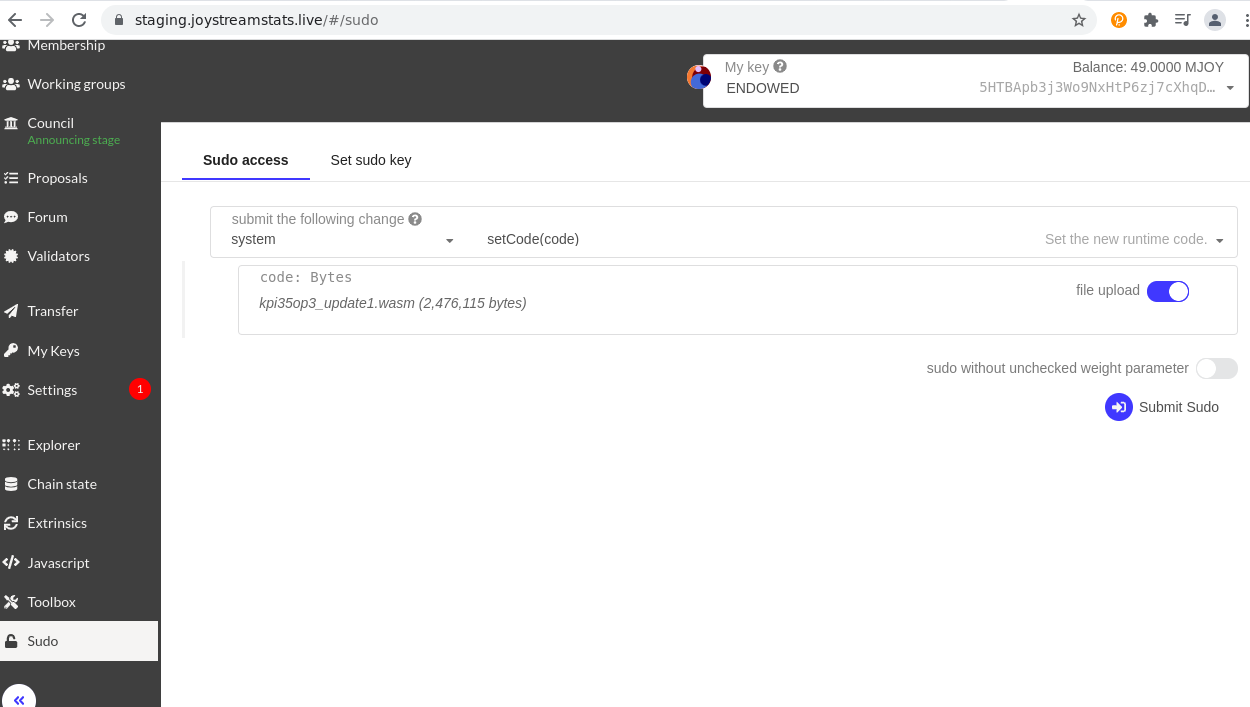 staging.joystreamstats.live/#/sudo
Membership
Working groups
Council
Announcing stage
Proposals
Forum
Validators
Transfer
My Keys
Settings
1
Explorer
Chain state
Extrinsics
Javascript
Toolbox
Sudo
My key
Balance: 49.0000 MJOY
ENDOWED
5HTBApb3j3Wo9NxHtP6zj7cXhqD…
Sudo access
Set sudo key
submit the following change
system
setCode(code)
Set the new runtime code.
code: Bytes
kpi35op3_update1.wasm (2,476,115 bytes)
file upload
sudo without unchecked weight parameter
Submit Sudo